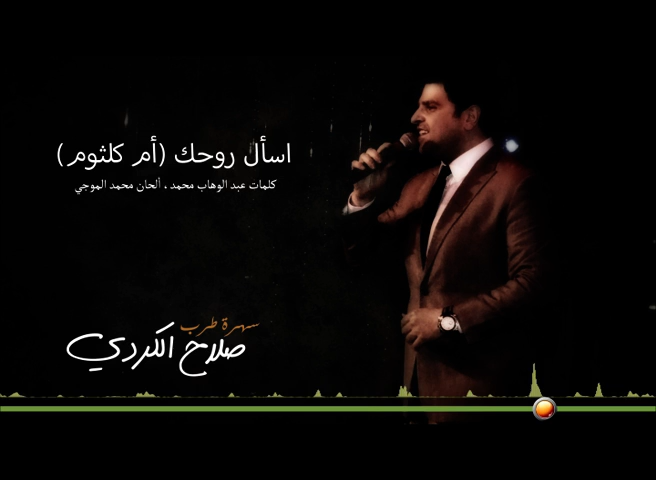 اسأل روحك (أم كلثوم)
كلمات عبد الوهاب محمد ، ألحان محمد الموجي
سهرة طرب
صلاح الكردي